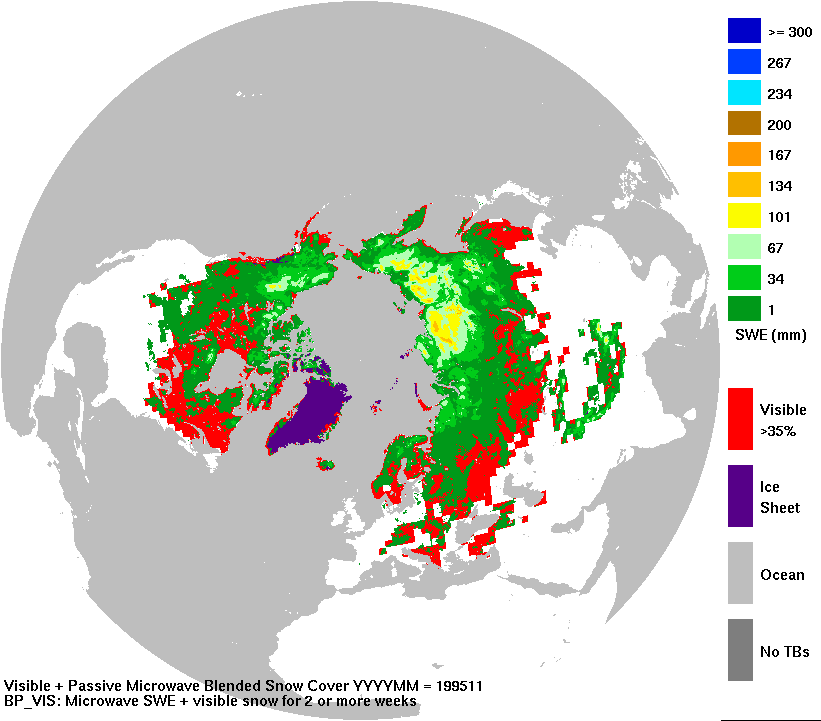 >= 300
267
234
200
167
134
101
67
34
1
SWE (mm)
Visible
>35%
Ice
Sheet
Ocean
No TBs
Visible + Passive Microwave Blended Snow Cover YYYYMM = 199511
BP_VIS: Microwave SWE + visible snow for 2 or more weeks